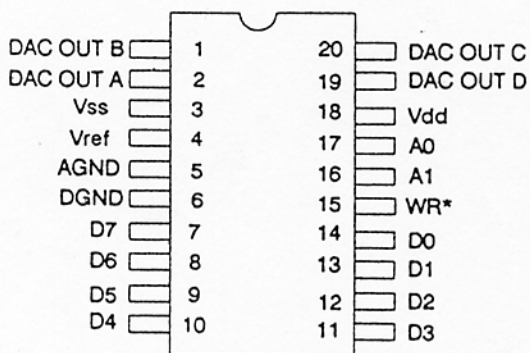 DAC OUT B 1 20 DAC OUT C
DAC OUT A 2 19 DAC OUT D
Vss 3 18 Vdd
Vref 4 17 A0
AGND 5 16 A1
DGND 6 15 WR*
D7 7 14 D0
D6 8 13 D1
D5 9 12 D2
D4 10 11 D3